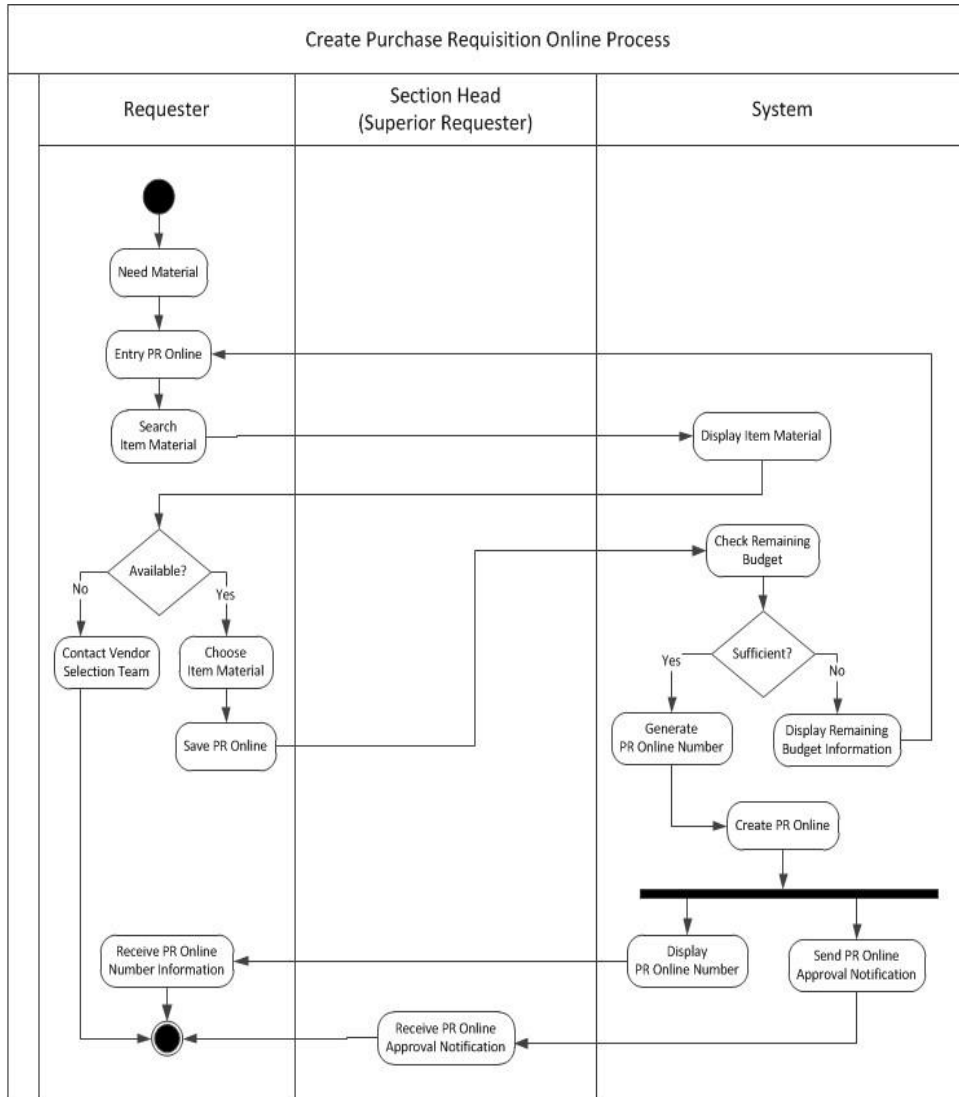 Create Purchase Requisition Online Process
Requester
Section Head
(Superior Requester)
System
Need Material
Entry PR Online
Search
Item Material
Display Item Material
Available?
No
Yes
Check Remaining
Budget
Contact Vendor
Selection Team
Choose
Item Material
Sufficient?
Yes
No
Save PR Online
Generate
PR Online Number
Display Remaining
Budget Information
Create PR Online
Receive PR Online
Number Information
Display
PR Online Number
Send PR Online
Approval Notification
Receive PR Online
Approval Notification